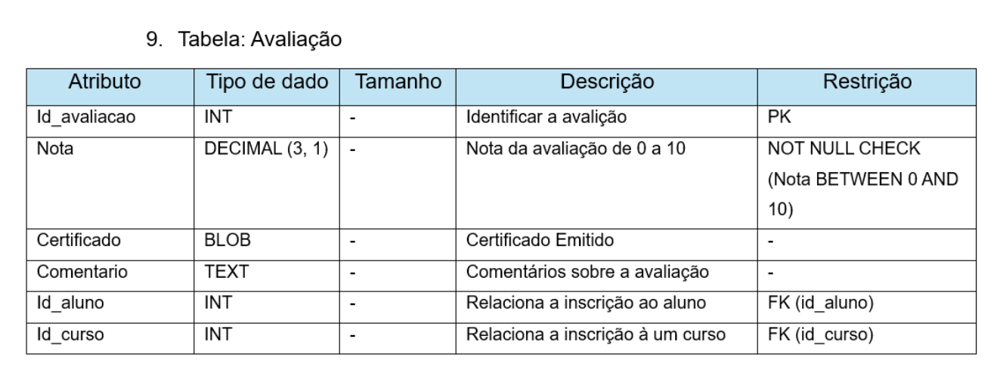 9. Tabela: Avaliação
Atributo Tipo de dado Tamanho Descrição Restrição
Id_avaliacao INT - Identificar a avalição PK
Nota DECIMAL (3, 1) - Nota da avaliação de 0 a 10 NOT NULL CHECK
(Nota BETWEEN 0 AND
10)
Certificado BLOB - Certificado Emitido -
Comentario TEXT - Comentários sobre a avaliação -
Id_aluno INT - Relaciona a inscrição ao aluno FK (id_aluno)
Id_curso INT - Relaciona a inscrição à um curso FK (id_curso)